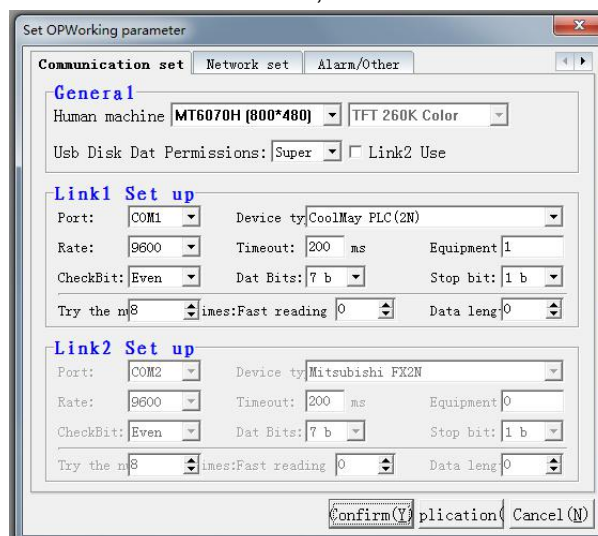 Set OPWorking parameter
Communication set Network set Alarm/Other
General
Human machine MT6070H (800*480) TFT 260K Color
Usb Disk Dat Permissions: Super Link2 Use
Link1 Set up
Port: COM1 Device ty CoolMay PLC(2N)
Rate: 9600 Timeout: 200 ms Equipment 1
CheckBit: Even Dat Bits: 7 b Stop bit: 1 b
Try the nu 8 imes:Fast reading 0 Data leng 0
Link2 Set up
Port: COM2 Device ty Mitsubishi FX2N
Rate: 9600 Timeout: 200 ms Equipment 0
CheckBit: Even Dat Bits: 7 b Stop bit: 1 b
Try the nu 8 imes:Fast reading 0 Data leng 0
Confirm(Y) plication( Cancel(N)